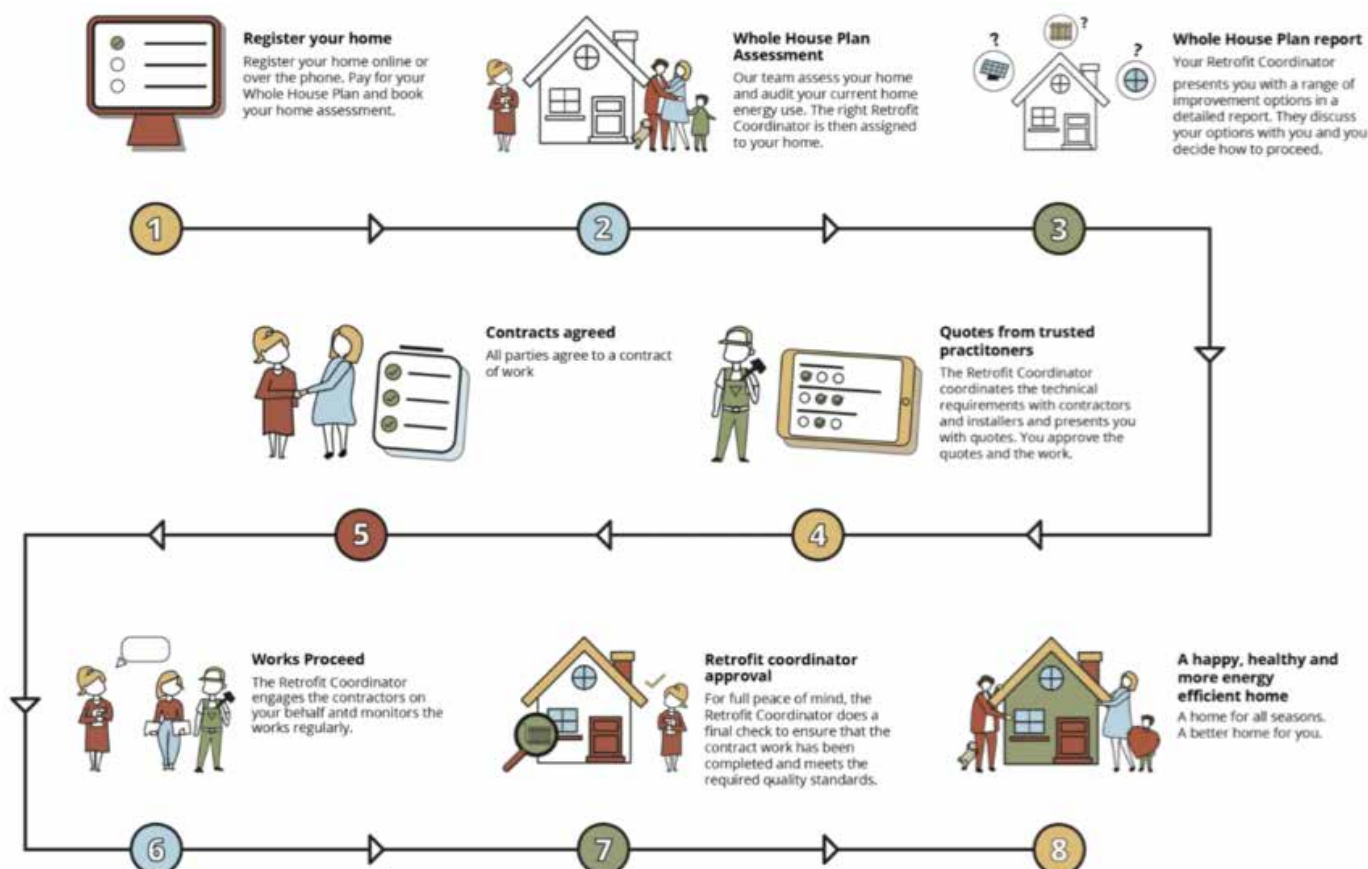 Register your home
Register your home online or
over the phone. Pay for your
Whole House Plan and book
your home assessment.
Whole House Plan
Assessment
Our team assess your home
and audit your current home
energy use. The right Retrofit
Coordinator is then assigned
to your home.
?
?
?
Whole House Plan report
Your Retrofit Coordinator
presents you with a range of
improvement options in a
detailed report. They discuss
your options with you and you
decide how to proceed.
1
2
3
Contracts agreed
All parties agree to a contract
of work
Quotes from trusted
practitoners
The Retrofit Coordinator
coordinates the technical
requirements with contractors
and installers and presents you
with quotes. You approve the
quotes and the work.
5
4
Works Proceed
The Retrofit Coordinator
engages the contractors on
your behalf antd monitors the
works regularly.
Retrofit coordinator
approval
For full peace of mind, the
Retrofit Coordinator does a
final check to ensure that the
contract work has been
completed and meets the
required quality standards.
A happy, healthy and
more energy
efficient home
A home for all seasons.
A better home for you.
6
7
8